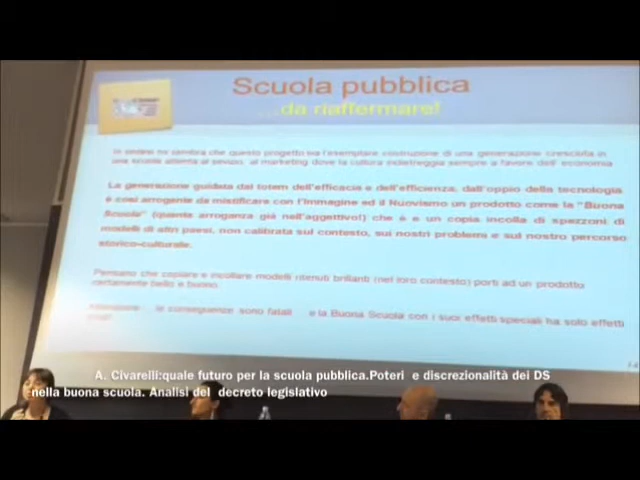 Scuola pubblica
...da riaffermare!
In sintesi mi sembra che questo progetto sia l'esemplare costruzione di una generazione cresciuta in
una scuola attenta ai servizi, al marketing dove la cultura indietreggia sempre a favore dell' economia
La generazione guidata dai totem dell'efficacia e dell'efficienza, dall'oppio della tecnologia
è così arrogente da mistificare con l'immagine ed il Nuovismo un prodotto come la "Buona
Scuola" (quanta arroganza già nell'aggettivo!) che è e un copia incolla di spezzoni di
modelli di altri paesi, non calibrata sul contesto, sui nostri problemi e sul nostro percorso
storico-culturale.
Pensiamo che copiare e incollare modelli ritenuti brillanti (nel loro contesto) porti ad un prodotto
certamente bello e buono.
le conseguenze sono fatali e la Buona Scuola con i suoi effetti speciali ha solo effetti
A. Civarelli:quale futuro per la scuola pubblica.Poteri e discrezionalità dei DS
nella buona scuola. Analisi del decreto legislativo